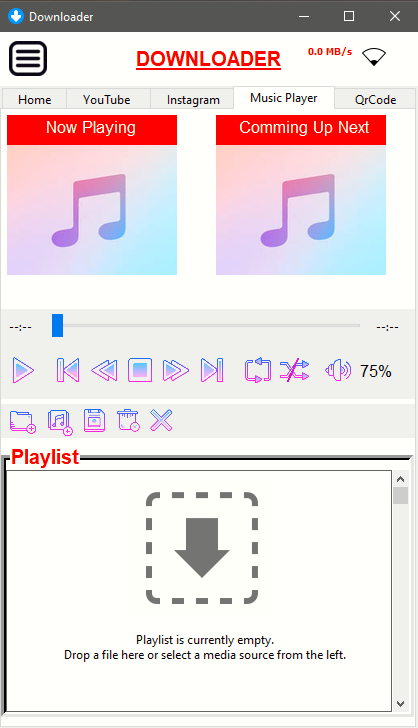 Downloader
DOWNLOADER
0.0 MB/s
Home
YouTube
Instagram
Music Player
QrCode
Now Playing
Comming Up Next
--:--
--:--
75%
Playlist
Playlist is currently empty.
Drop a file here or select a media source from the left.